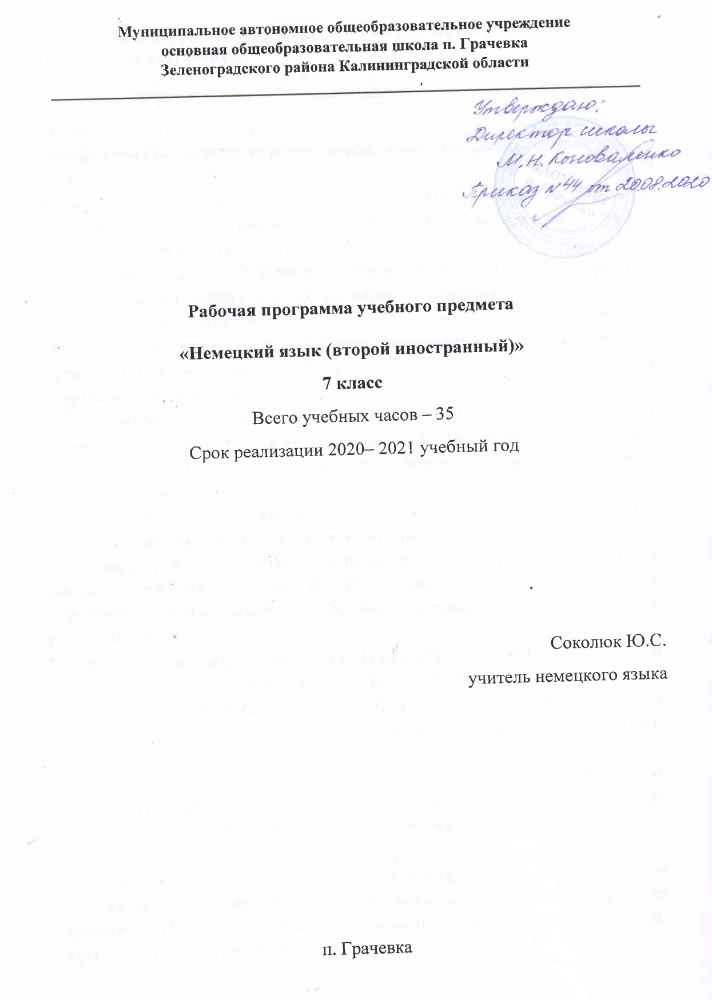 Муниципальное автономное общеобразовательное учреждение
основная общеобразовательная школа п. Грачевка
Зеленоградского района Калининградской области
Утверждаю:
Директор школы
М.Н. Коноваленко
Приказ №44 от 20.08.2020
Рабочая программа учебного предмета
«Немецкий язык (второй иностранный)»
7 класс
Всего учебных часов – 35
Срок реализации 2020– 2021 учебный год
Соколюк Ю.С.
учитель немецкого языка
п. Грачевка